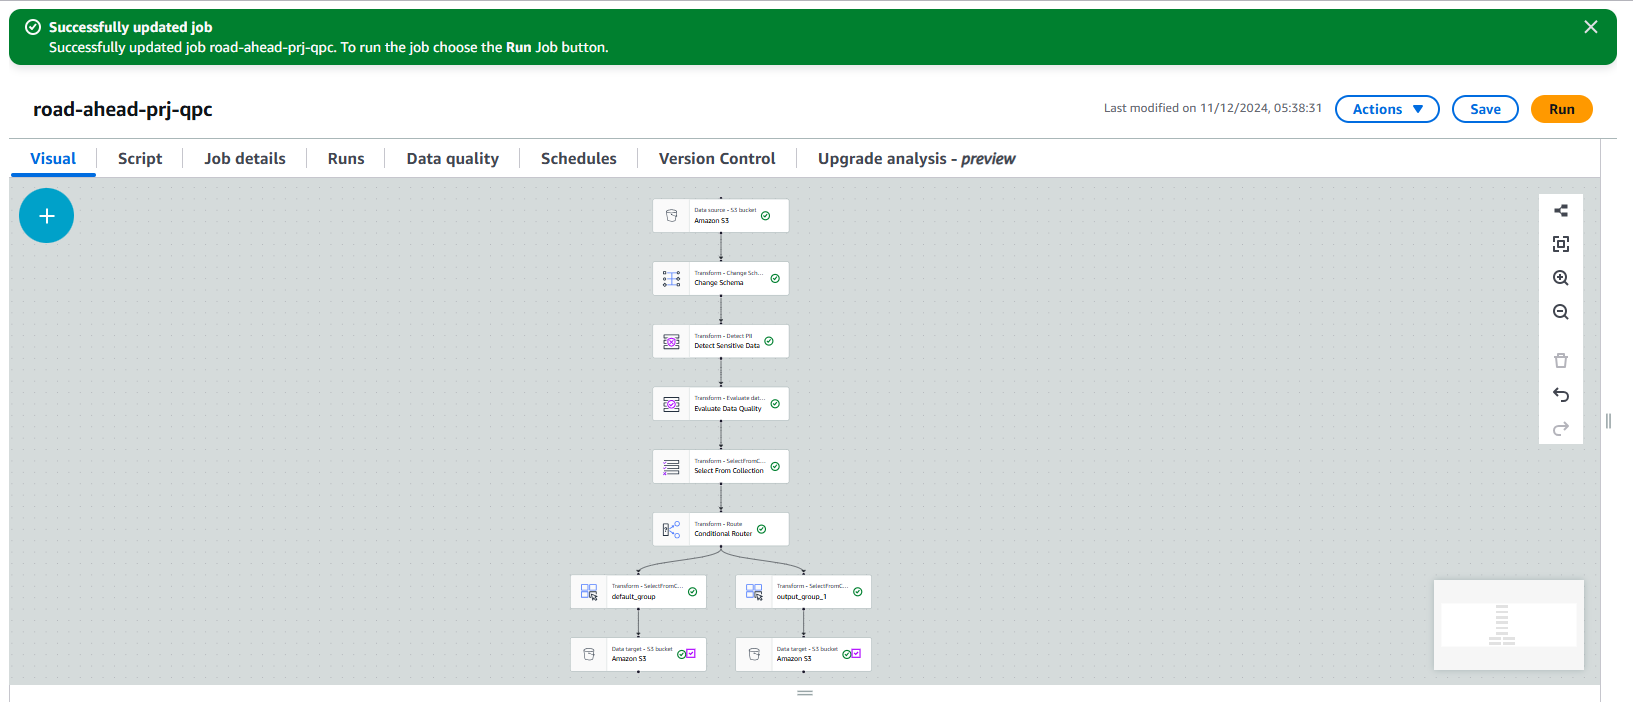 Successfully updated job
Successfully updated job road-ahead-prj-qpc. To run the job choose the Run Job button.
road-ahead-prj-qpc
Last modified on 11/12/2024, 05:38:31
Actions
Save
Run
Visual
Script
Job details
Runs
Data quality
Schedules
Version Control
Upgrade analysis - preview
Data source - S3 bucket
Amazon S3
Transform - Change Sch...
Change Schema
Transform - Detect PII
Detect Sensitive Data
Transform - Evaluate dat...
Evaluate Data Quality
Transform - SelectFromC...
Select From Collection
Transform - Route
Conditional Router
Transform - SelectFromC...
default_group
Transform - SelectFromC...
output_group_1
Data target - S3 bucket
Amazon S3
Data target - S3 bucket
Amazon S3